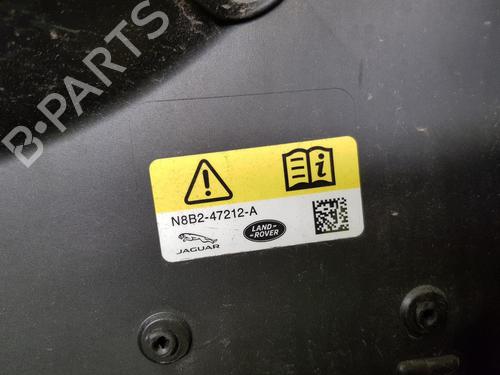 B-PARTS
N8B2-47212-A
JAGUAR
LAND-
-ROVER